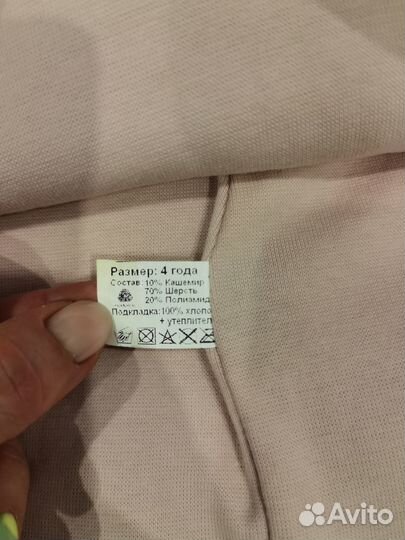 Размер: 4 года
Состав: 10% Кашемир
70% Шерсть
20% Полиамид
Подкладка: 100% хлопо
+ утеплител
Avito